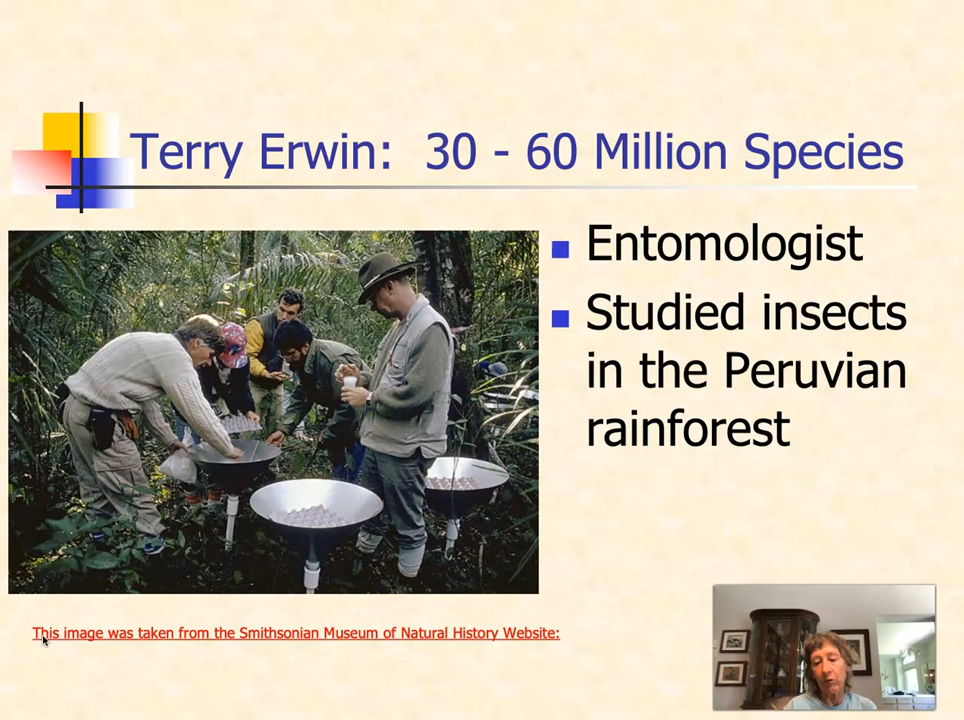 Terry Erwin: 30 - 60 Million Species
Entomologist
Studied insects
in the Peruvian
rainforest
This image was taken from the Smithsonian Museum of Natural History Website: